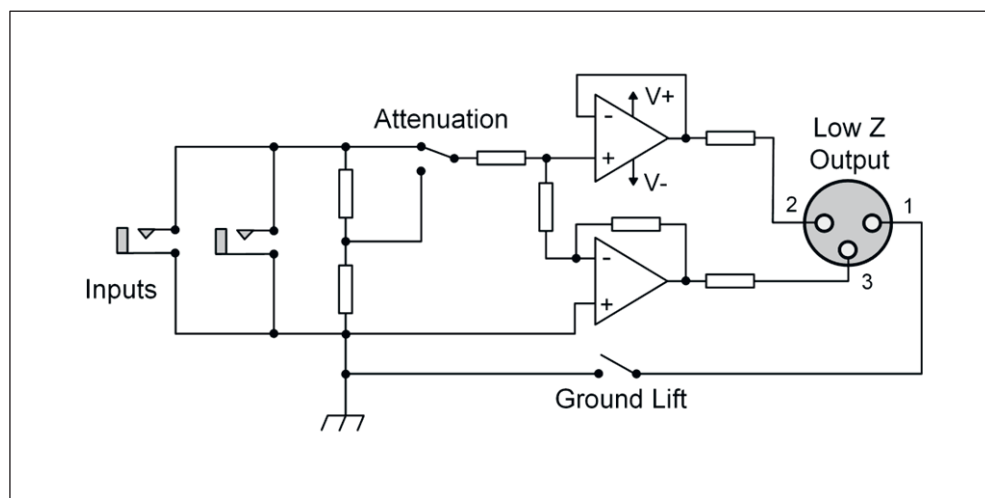 Attenuation
V+
-
+
V-
Low Z
Output
2
1
3
Inputs
-
+
Ground Lift